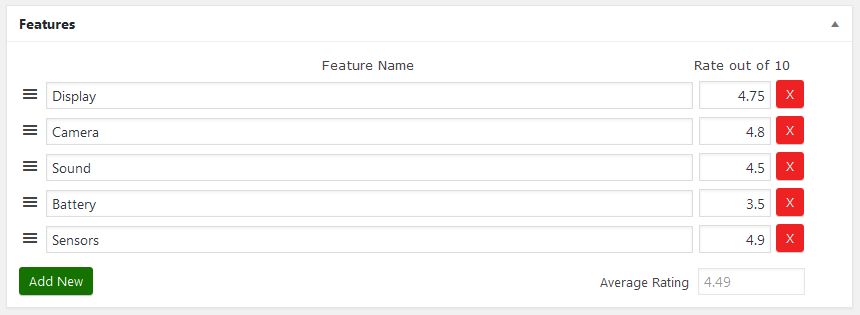 Features
Feature Name Rate out of 10
Display 4.75 X
Camera 4.8 X
Sound 4.5 X
Battery 3.5 X
Sensors 4.9 X
Add New Average Rating 4.49